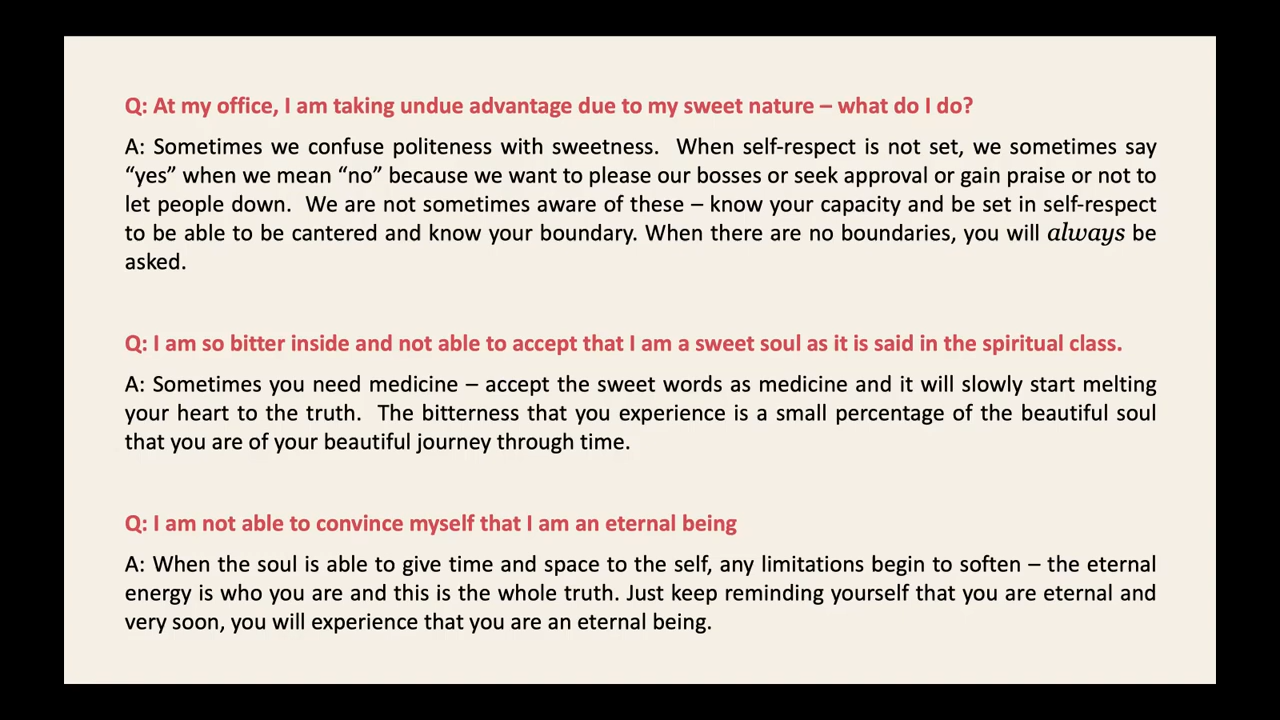 Q: At my office, I am taking undue advantage due to my sweet nature – what do I do?
A: Sometimes we confuse politeness with sweetness.  When self-respect is not set, we sometimes say
“yes” when we mean “no” because we want to please our bosses or seek approval or gain praise or not to
let people down.  We are not sometimes aware of these – know your capacity and be set in self-respect
to be able to be cantered and know your boundary. When there are no boundaries, you will always be
asked.
Q: I am so bitter inside and not able to accept that I am a sweet soul as it is said in the spiritual class.
A: Sometimes you need medicine – accept the sweet words as medicine and it will slowly start melting
your heart to the truth.  The bitterness that you experience is a small percentage of the beautiful soul
that you are of your beautiful journey through time.
Q: I am not able to convince myself that I am an eternal being
A: When the soul is able to give time and space to the self, any limitations begin to soften – the eternal
energy is who you are and this is the whole truth. Just keep reminding yourself that you are eternal and
very soon, you will experience that you are an eternal being.